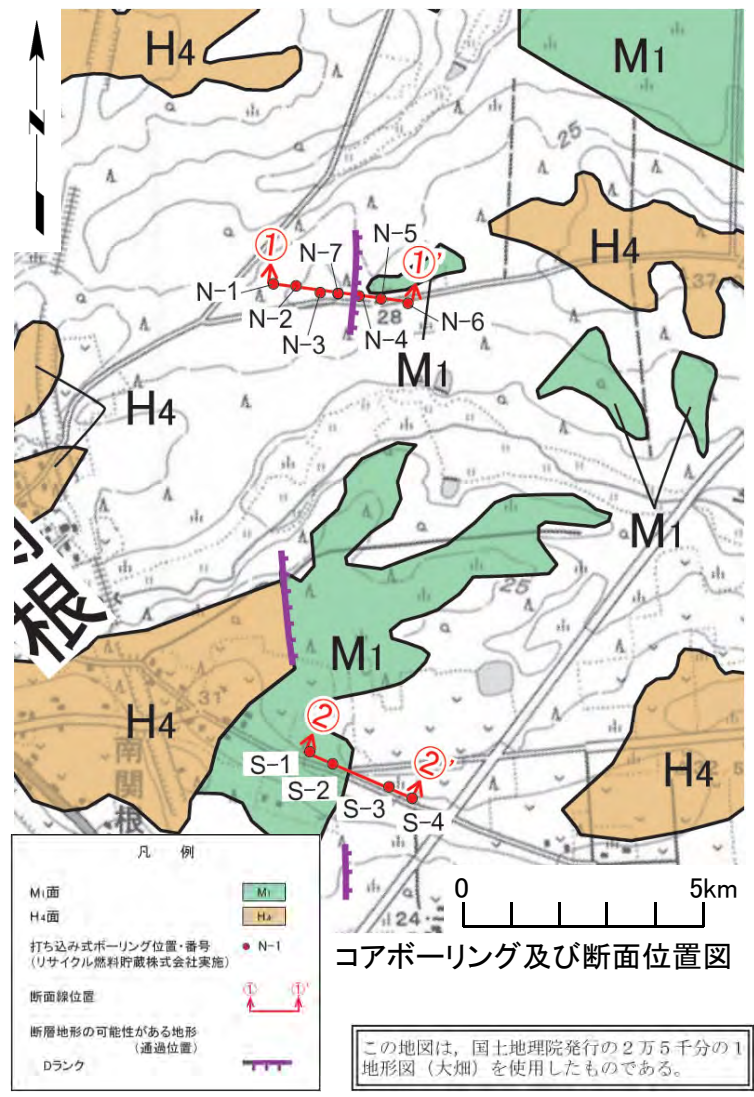 H4
M1
N
25
①
①'
N-5
N-7
H4
37
N-1
N-2
N-3
28
N-4
N-6
M1
H4
M1
根
25
M1
31
H4
②
②'
S-1
S-2
S-3
S-4
H4
南関根
24
凡 例
M1面 M1
H4面 H4
打ち込み式ボーリング位置・番号 N-1
(リサイクル燃料貯蔵株式会社実施)
断面線位置 ① ①'
断層地形の可能性がある地形
(通過位置)
Dランク
0 5km
コアボーリング及び断面位置図
この地図は，国土地理院発行の2万5千分の1
地形図（大畑）を使用したものである。